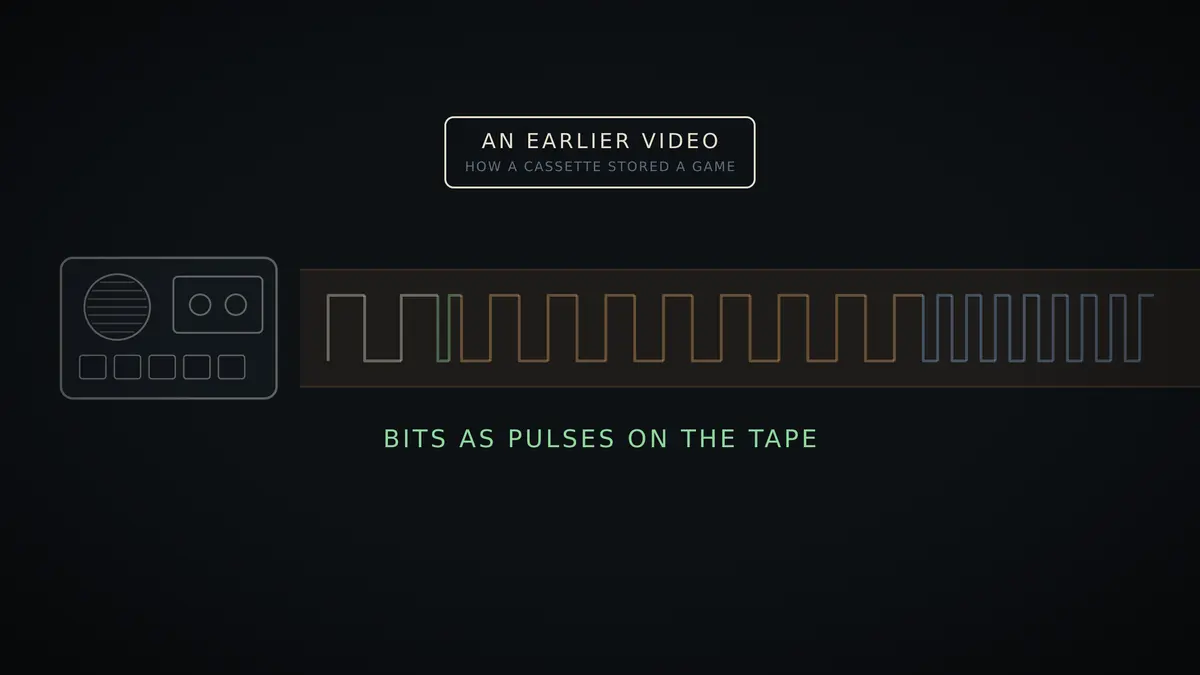 AN EARLIER VIDEO
HOW A CASSETTE STORED A GAME
BITS AS PULSES ON THE TAPE